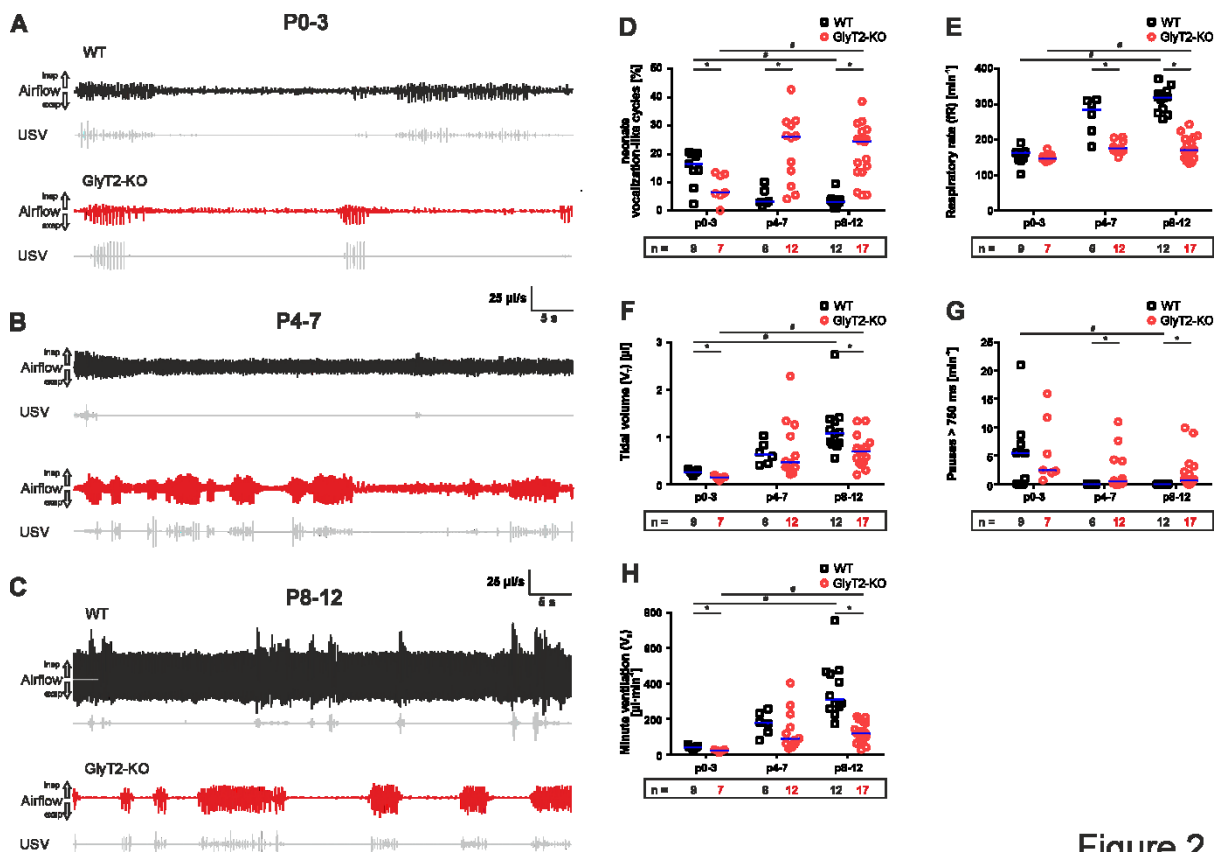 A
P0-3
WT
insp
Airflow
exsp
USV
GlyT2-KO
insp
Airflow
exsp
USV
25 µl/s
5 s
B
P4-7
insp
Airflow
exsp
USV
insp
Airflow
exsp
USV
25 µl/s
5 s
C
P8-12
WT
insp
Airflow
exsp
GlyT2-KO
insp
Airflow
exsp
USV
D
WT
GlyT2-KO
#
#
* * *
neonate
vocalization-like cycles [%]
60
50
40
30
20
10
0
p0-3 p4-7 p8-12
n = 9 7 6 12 12 17
E
WT
GlyT2-KO
#
#
* *
Respiratory rate (fR) [min⁻¹]
400
300
200
100
0
p0-3 p4-7 p8-12
n = 9 7 6 12 12 17
F
WT
GlyT2-KO
#
#
* *
Tidal volume [V_T] [µl]
3
2
1
0
p0-3 p4-7 p8-12
n = 9 7 6 12 12 17
G
WT
GlyT2-KO
#
* *
Pauses > 750 ms [min⁻¹]
25
20
15
10
5
0
p0-3 p4-7 p8-12
n = 9 7 6 12 12 17
H
WT
GlyT2-KO
#
#
* *
Minute ventilation
[µl·min⁻¹]
800
600
400
200
0
p0-3 p4-7 p8-12
n = 9 7 6 12 12 17
Figure 2